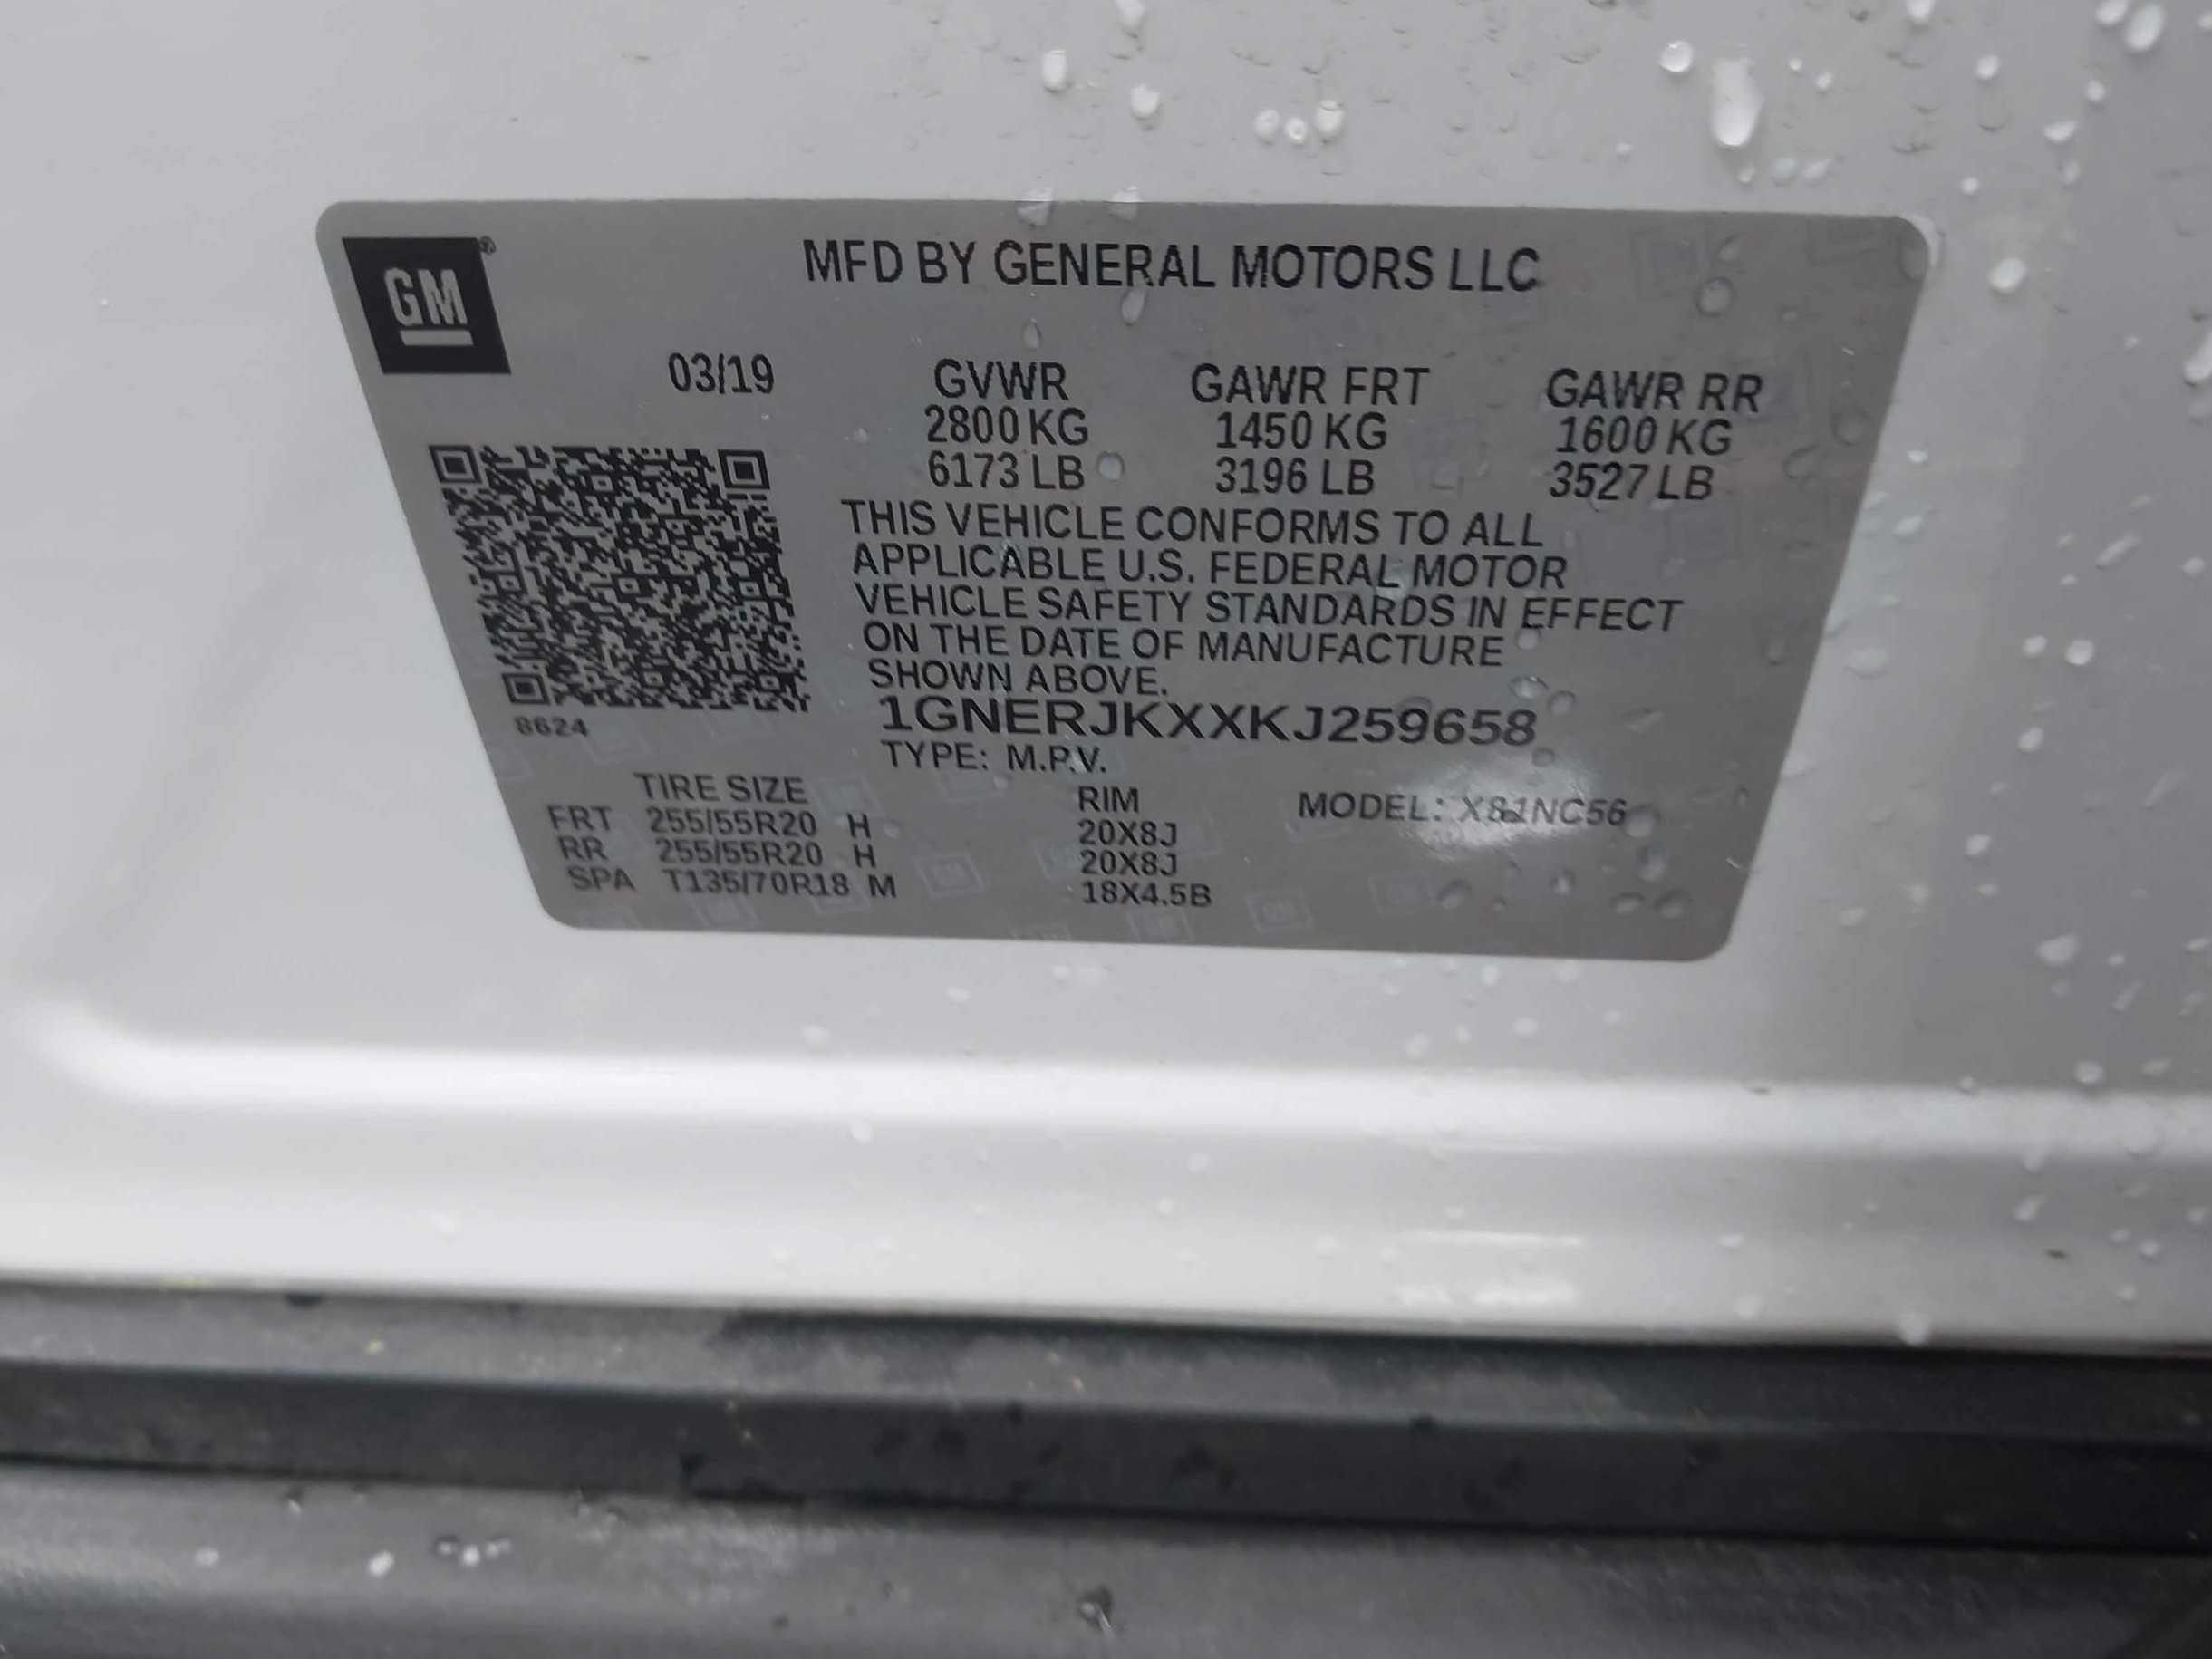 GM®
MFD BY GENERAL MOTORS LLC
03/19 GVWR GAWR FRT GAWR RR
2800 KG 1450 KG 1600 KG
6173 LB 3196 LB 3527 LB
THIS VEHICLE CONFORMS TO ALL
APPLICABLE U.S. FEDERAL MOTOR
VEHICLE SAFETY STANDARDS IN EFFECT
ON THE DATE OF MANUFACTURE
SHOWN ABOVE.
8624 1GNERJKXXKJ259658
TYPE: M.P.V.
TIRE SIZE RIM MODEL: X81NC56
FRT 255/55R20 H 20X8J
RR 255/55R20 H 20X8J
SPA T135/70R18 M 18X4.5B